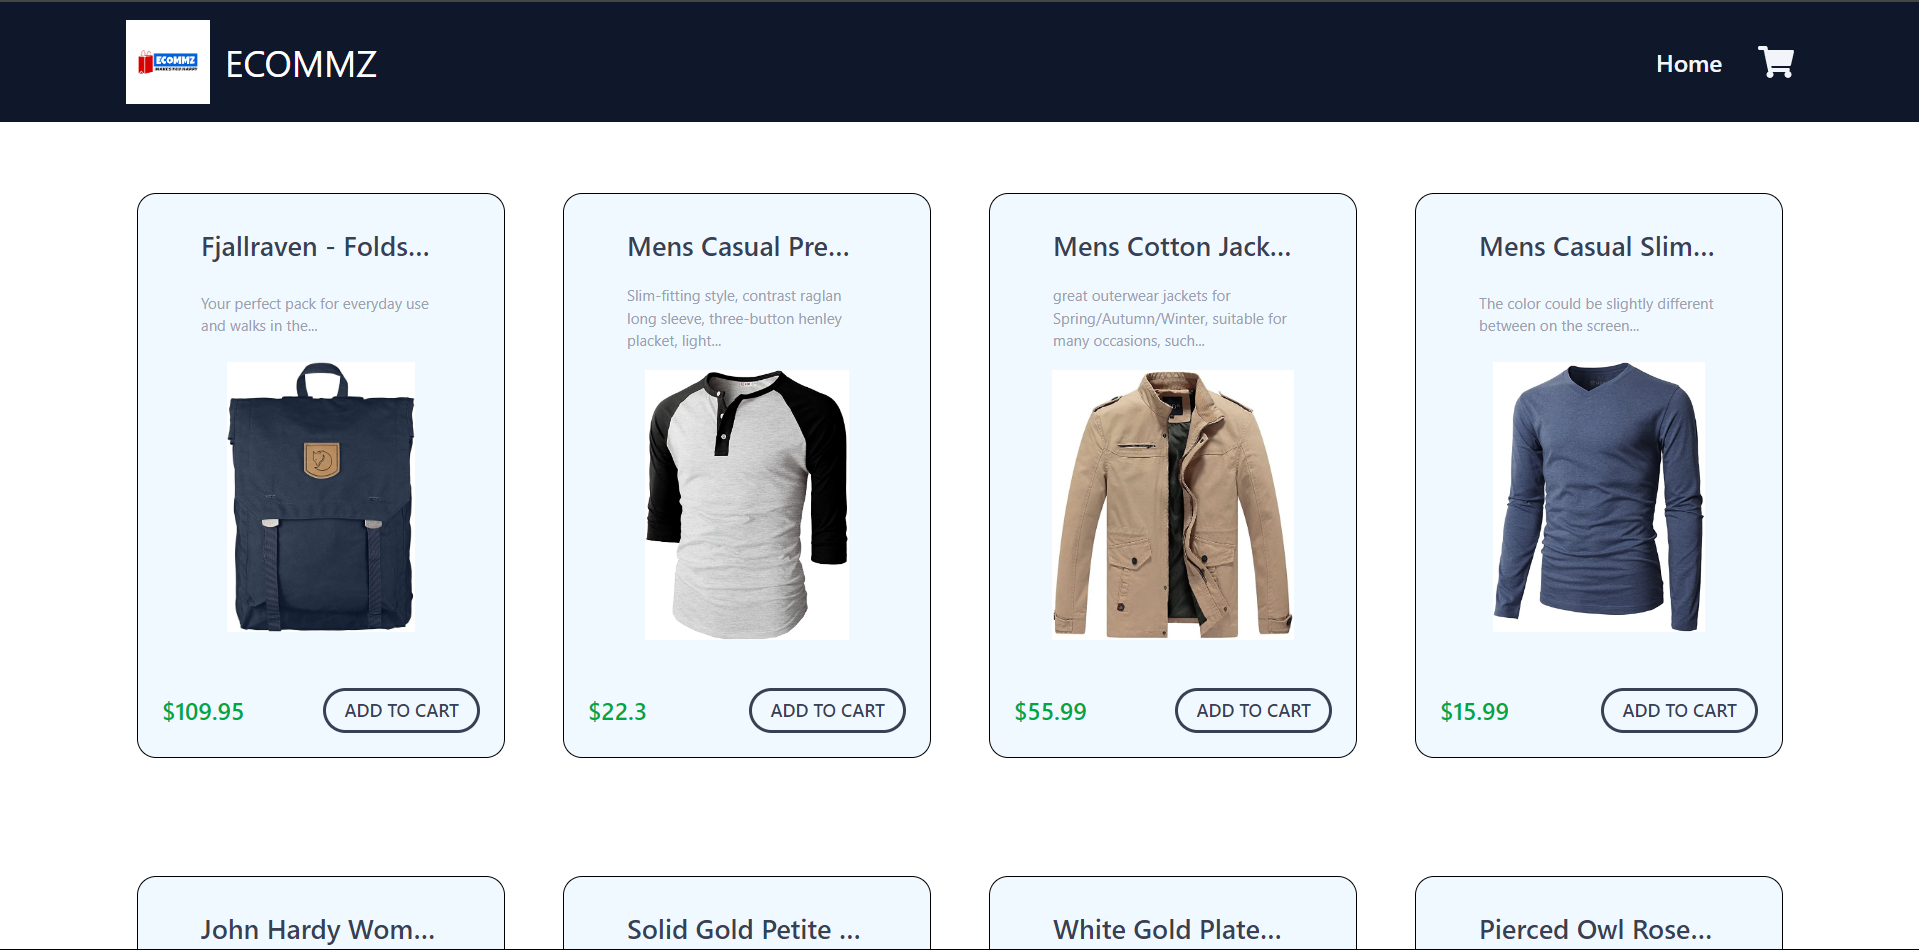 ECOMMZ
MAKES YOU HAPPY
ECOMMZ
Home
Fjallraven - Folds...
Your perfect pack for everyday use
and walks in the...
$109.95
ADD TO CART
Mens Casual Pre...
Slim-fitting style, contrast raglan
long sleeve, three-button henley
placket, light...
$22.3
ADD TO CART
Mens Cotton Jack...
great outerwear jackets for
Spring/Autumn/Winter, suitable for
many occasions, such...
$55.99
ADD TO CART
Mens Casual Slim...
The color could be slightly different
between on the screen...
$15.99
ADD TO CART
John Hardy Wom...
Solid Gold Petite ...
White Gold Plate...
Pierced Owl Rose...